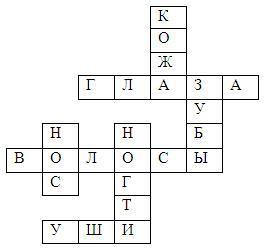 К
О
Ж
Г Л А З А
У
Н Н Б
В О Л О С Ы
С Г
Т
У Ш И